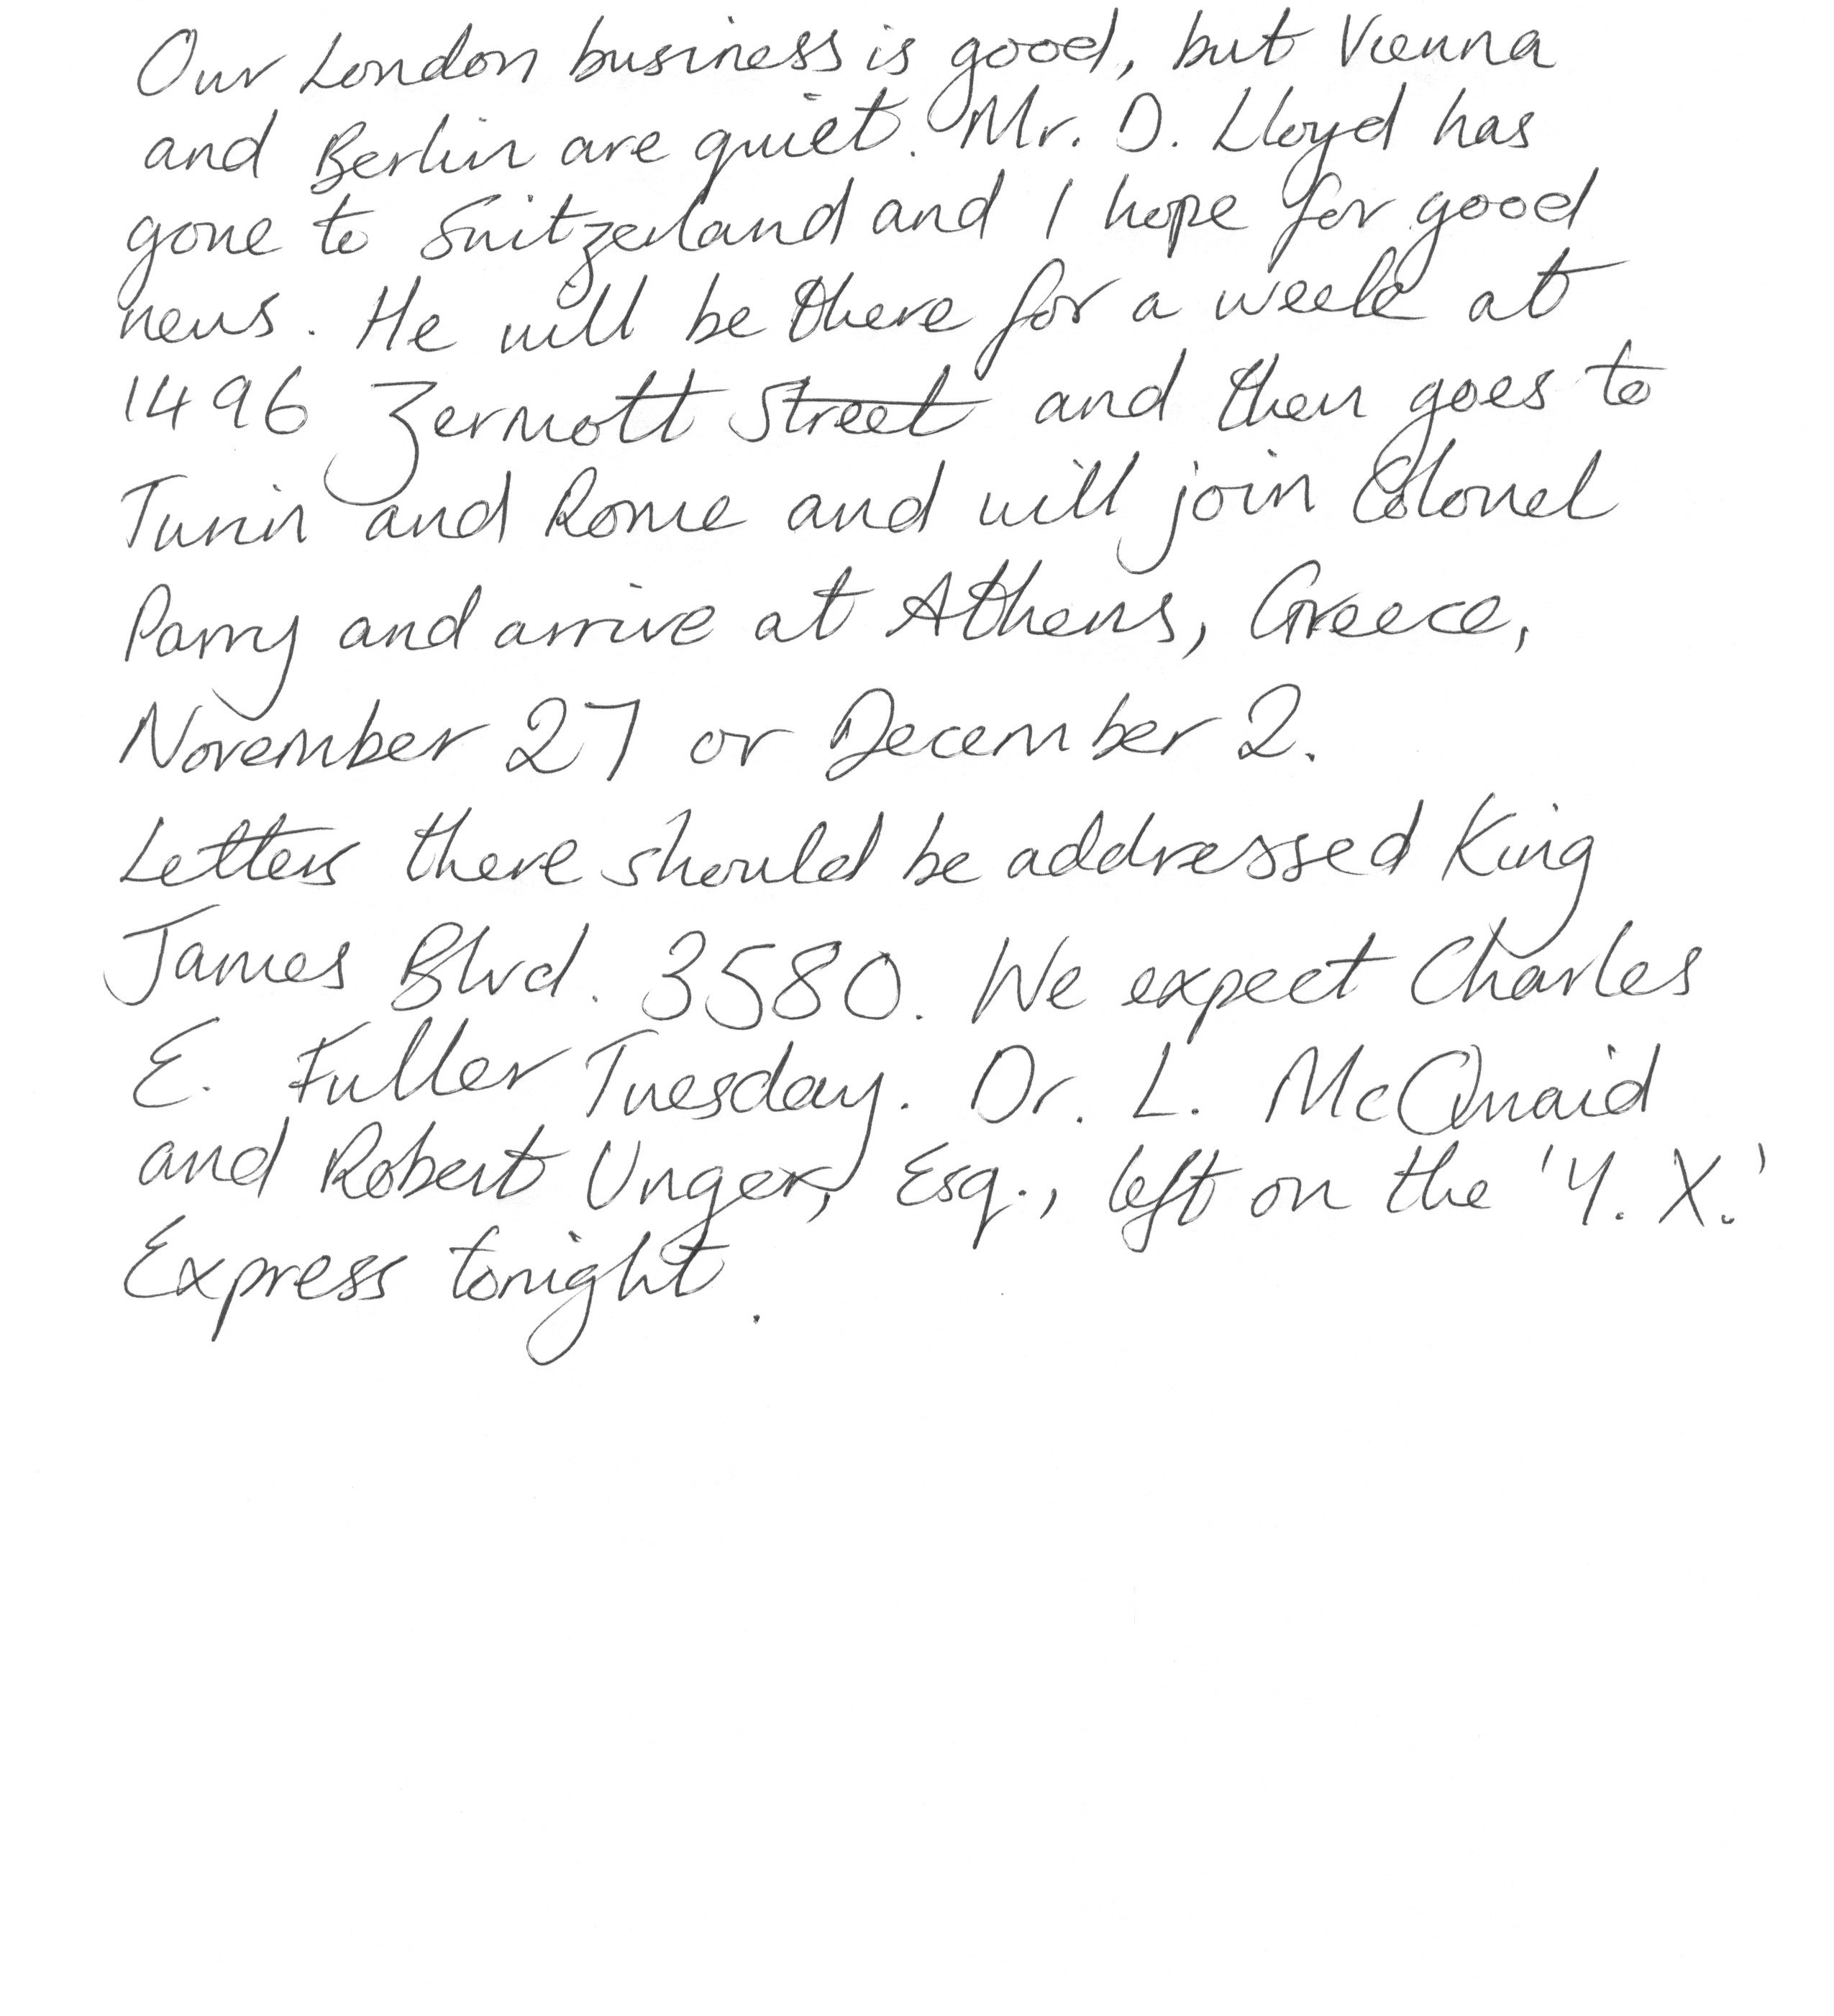 Our London business is good, but Vienna
and Berlin are quiet. Mr. D. Lloyd has
gone to Switzerland and I hope for good
news. He will be there for a week at
1496 Zermott Street and then goes to
Turin and Rome and will join Colonel
Parry and arrive at Athens, Greece,
November 27 or December 2.
Letters there should be addressed King
James Blvd. 3580. We expect Charles
E. Fuller Tuesday. Dr. L. McQuaid
and Robert Unger, Esq., left on the 'Y. X.'
Express tonight.